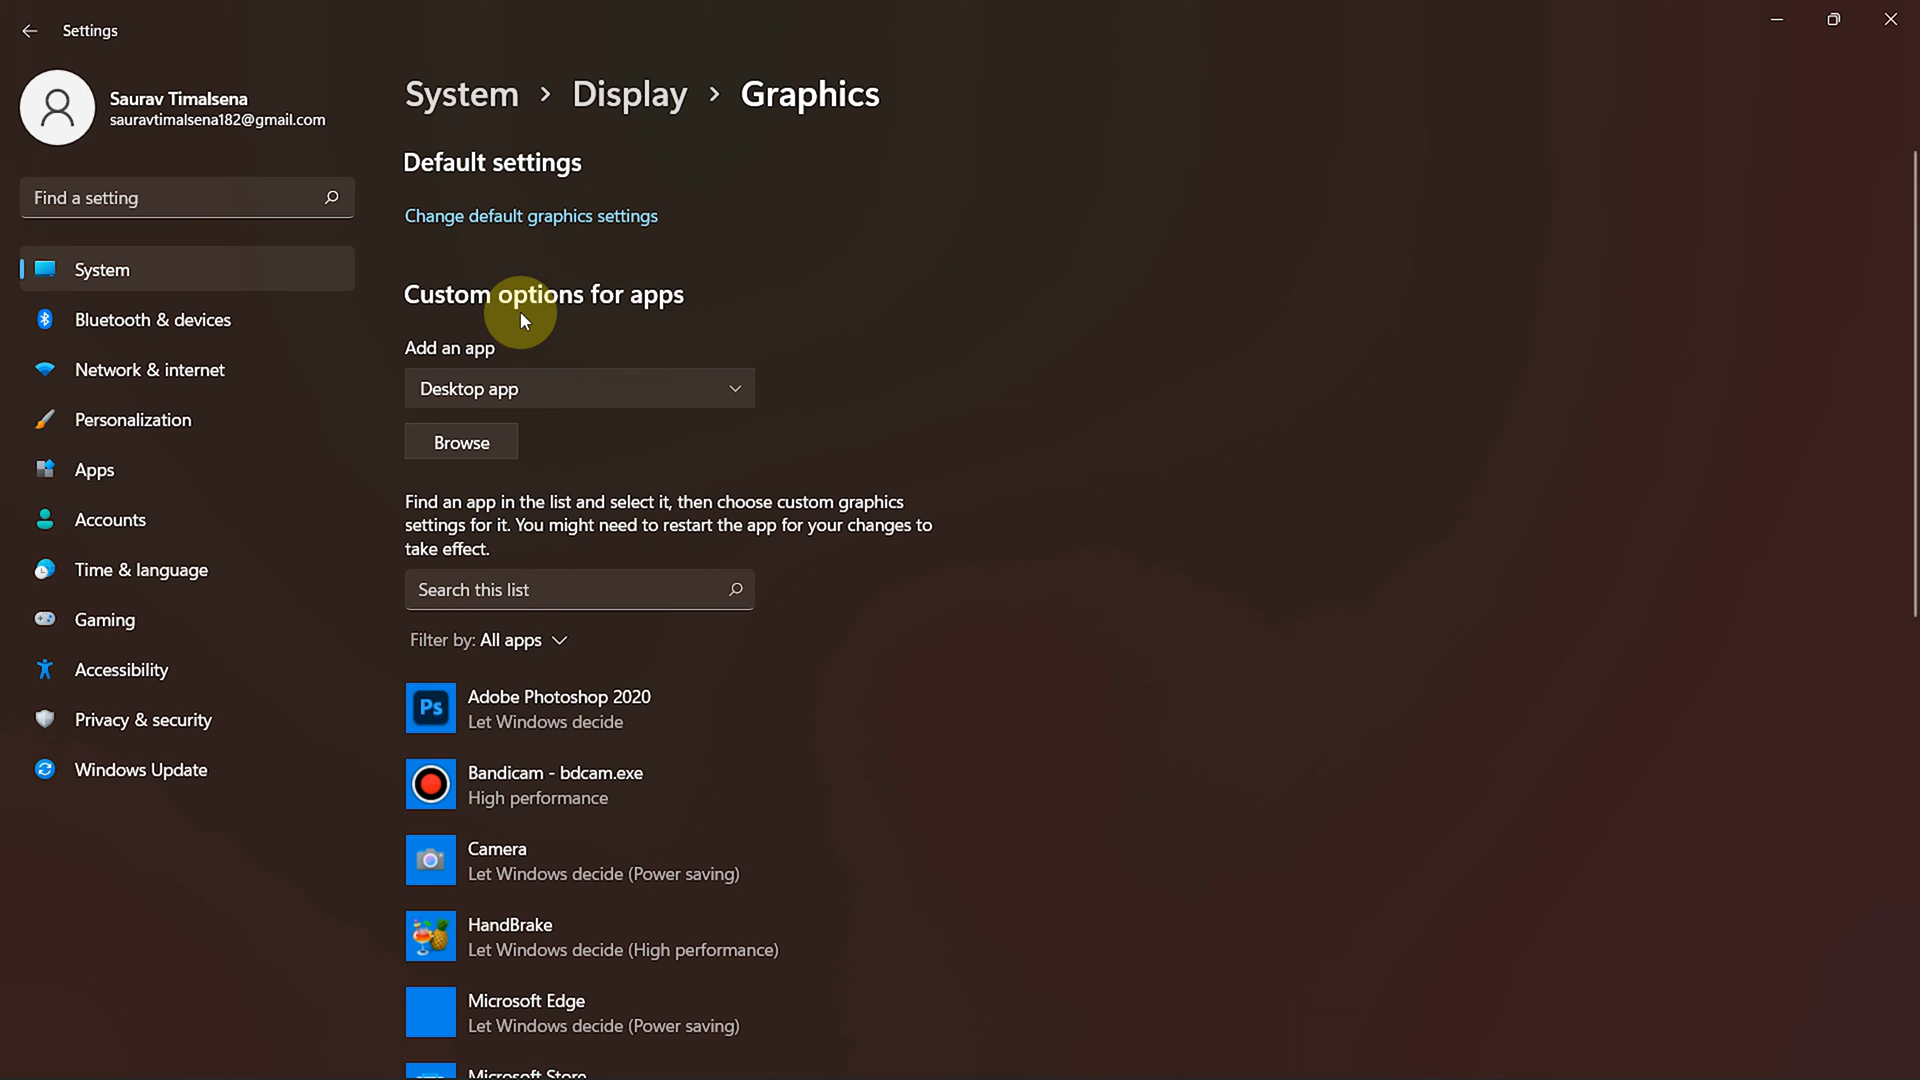 Settings
Saurav Timalsena
sauravtimalsena182@gmail.com
Find a setting
System
Bluetooth & devices
Network & internet
Personalization
Apps
Accounts
Time & language
Gaming
Accessibility
Privacy & security
Windows Update
System > Display > Graphics
Default settings
Change default graphics settings
Custom options for apps
Add an app
Desktop app
Browse
Find an app in the list and select it, then choose custom graphics
settings for it. You might need to restart the app for your changes to
take effect.
Search this list
Filter by: All apps
Ps
Adobe Photoshop 2020
Let Windows decide
Bandicam - bdcam.exe
High performance
Camera
Let Windows decide (Power saving)
HandBrake
Let Windows decide (High performance)
Microsoft Edge
Let Windows decide (Power saving)
Microsoft Store